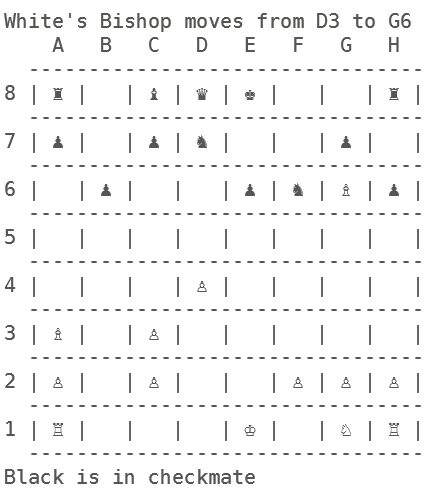 White's Bishop moves from D3 to G6
A B C D E F G H
---------------------------------
8 | ♜ | | ♝ | ♛ | ♚ | | | ♜ |
---------------------------------
7 | ♟ | | ♟ | ♞ | | | ♟ | |
---------------------------------
6 | | ♟ | | | ♟ | ♞ | ♗ | ♟ |
---------------------------------
5 | | | | | | | | |
---------------------------------
4 | | | | ♙ | | | | |
---------------------------------
3 | ♗ | | ♙ | | | | | |
---------------------------------
2 | ♙ | | ♙ | | | ♙ | ♙ | ♙ |
---------------------------------
1 | ♖ | | | | ♔ | | ♘ | ♖ |
---------------------------------
Black is in checkmate